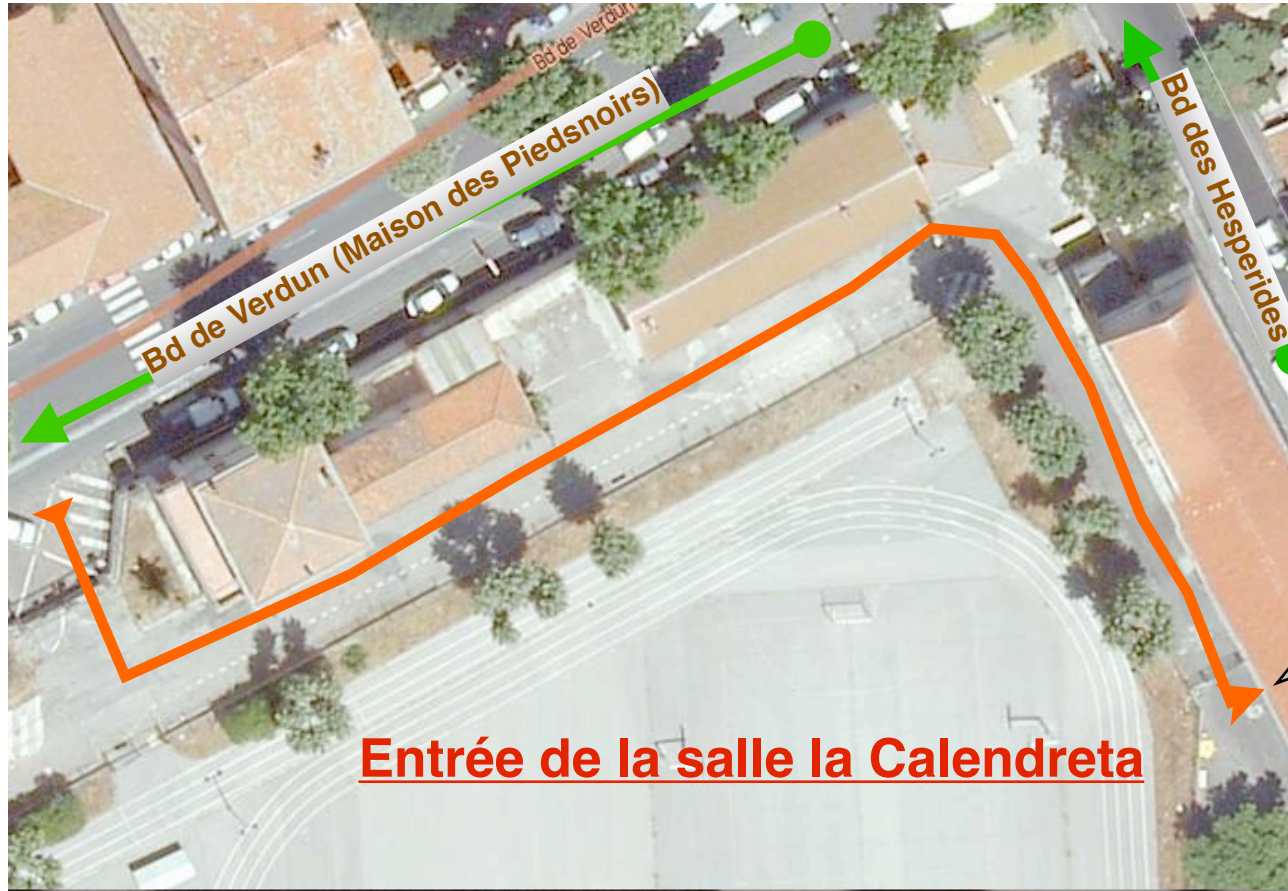 Bd de Verdun
Bd de Verdun (Maison des Piedsnoirs)
Bd des Hesperides
Entrée de la salle la Calendreta